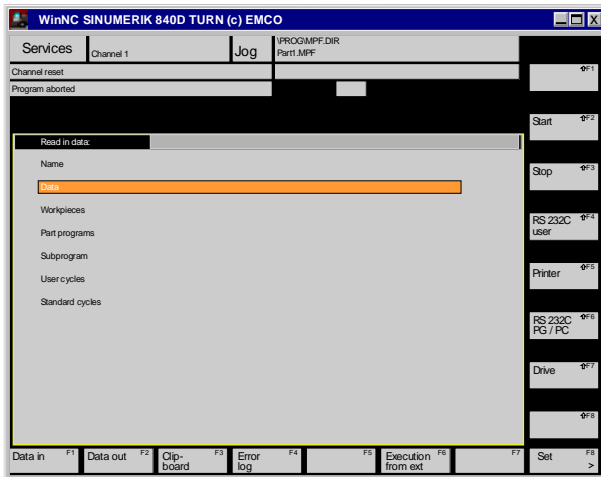 WinNC SINUMERIK 840D TURN (c) EMCO
Services
Channel 1
Jog
\PROG\MPF.DIR
Part1.MPF
Channel reset
Program aborted
Read in data:
Name
Data
Workpieces
Part programs
Subprogram
User cycles
Standard cycles
⇧F1
Start ⇧F2
Stop ⇧F3
RS 232C ⇧F4
user
Printer ⇧F5
RS 232C ⇧F6
PG / PC
Drive ⇧F7
⇧F8
Data in F1
Data out F2
Clip- F3
board
Error F4
log
F5
Execution F6
from ext
F7
Set F8
>